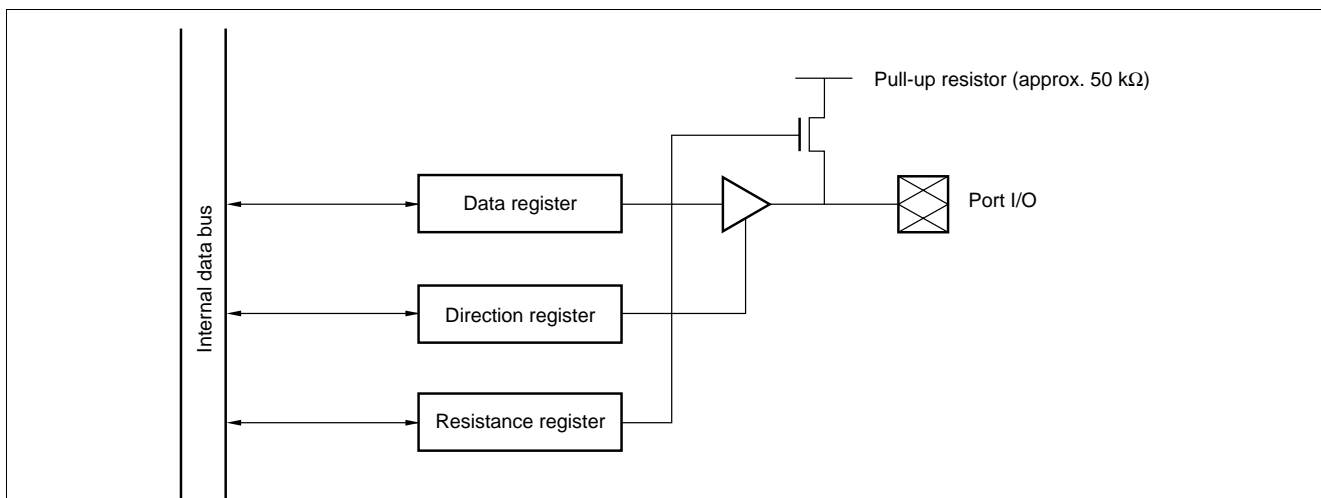 Pull-up resistor (approx. 50 kΩ)
Data register
Port I/O
Internal data bus
Direction register
Resistance register